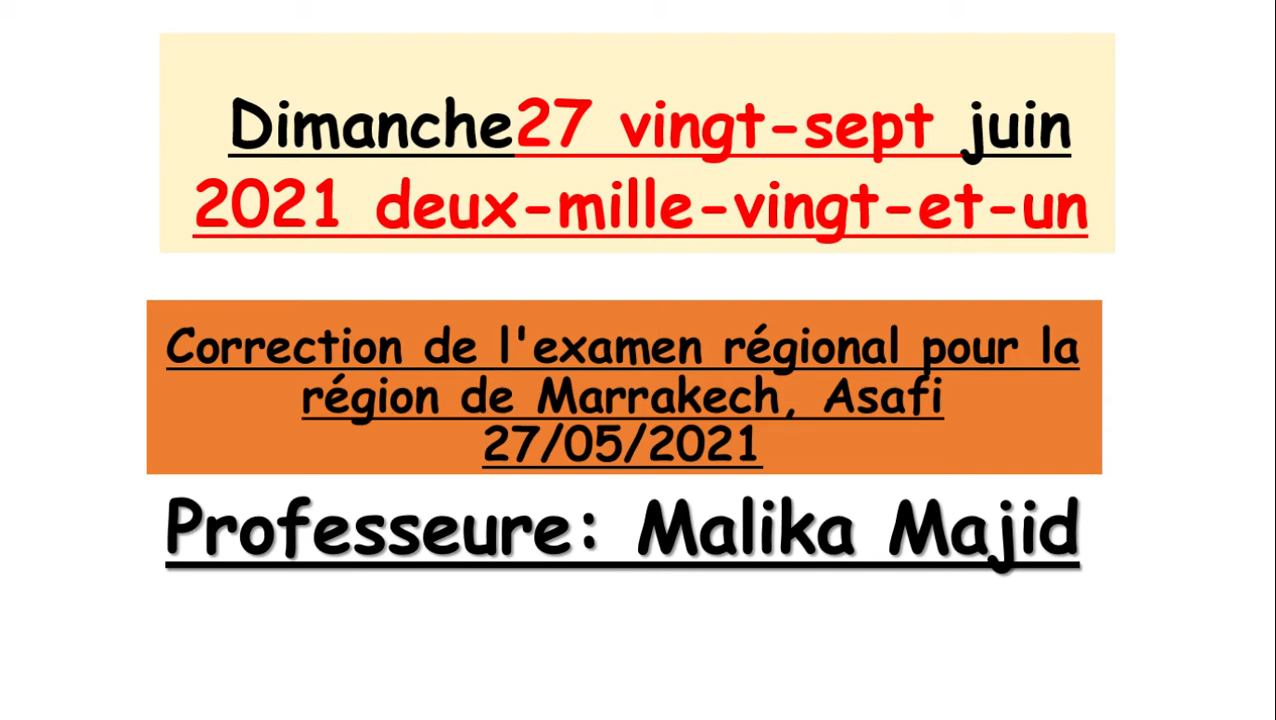 Dimanche27 vingt-sept juin
2021 deux-mille-vingt-et-un
Correction de l'examen régional pour la
région de Marrakech, Asafi
27/05/2021
Professeure: Malika Majid